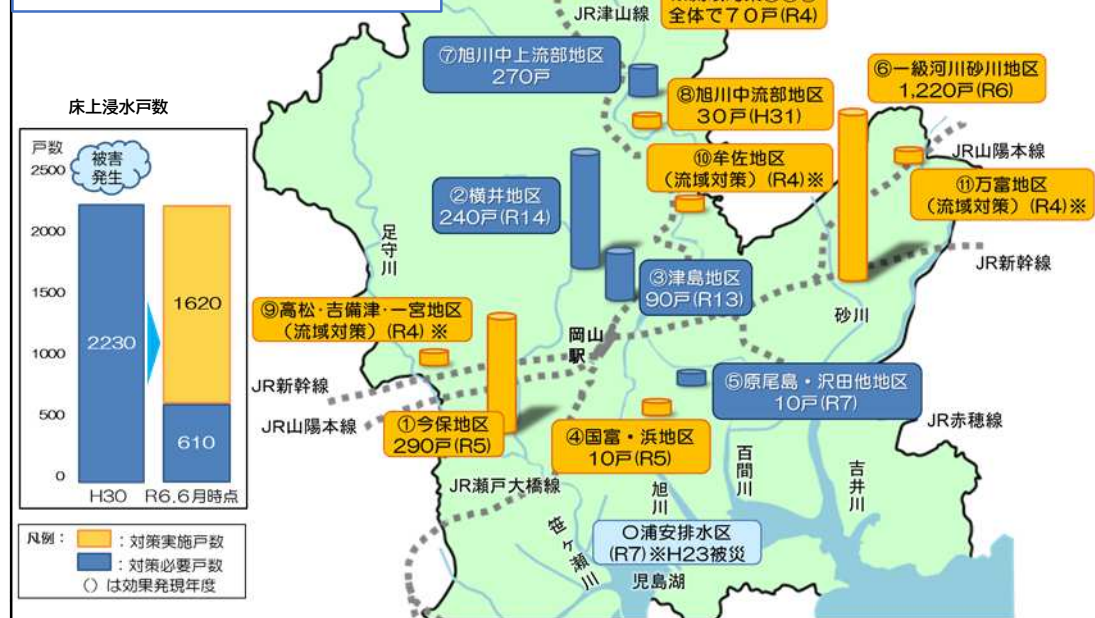 JR津山線
全体で70戸(R4)
⑦旭川中上流部地区
270戸
⑥一級河川砂川地区
1,220戸(R6)
⑧旭川中流部地区
30戸(H31)
JR山陽本線
⑩牟佐地区
(流域対策)(R4)※
⑪万富地区
(流域対策)(R4)※
②横井地区
240戸(R14)
JR新幹線
③津島地区
90戸(R13)
足守川
砂川
⑨高松・吉備津・一宮地区
(流域対策)(R4)※
岡山駅
JR新幹線
JR山陽本線
⑤原尾島・沢田他地区
10戸(R7)
①今保地区
290戸(R5)
④国富・浜地区
10戸(R5)
JR赤穂線
JR瀬戸大橋線
旭川
百間川
吉井川
笹ヶ瀬川
〇浦安排水区
(R7)※H23被災
児島湖
床上浸水戸数
戸数
被害
発生
2500
2000
1500
1000
500
0
2230
1620
610
H30
R6.6月時点
凡例:
:対策実施戸数
:対策必要戸数
()は効果発現年度